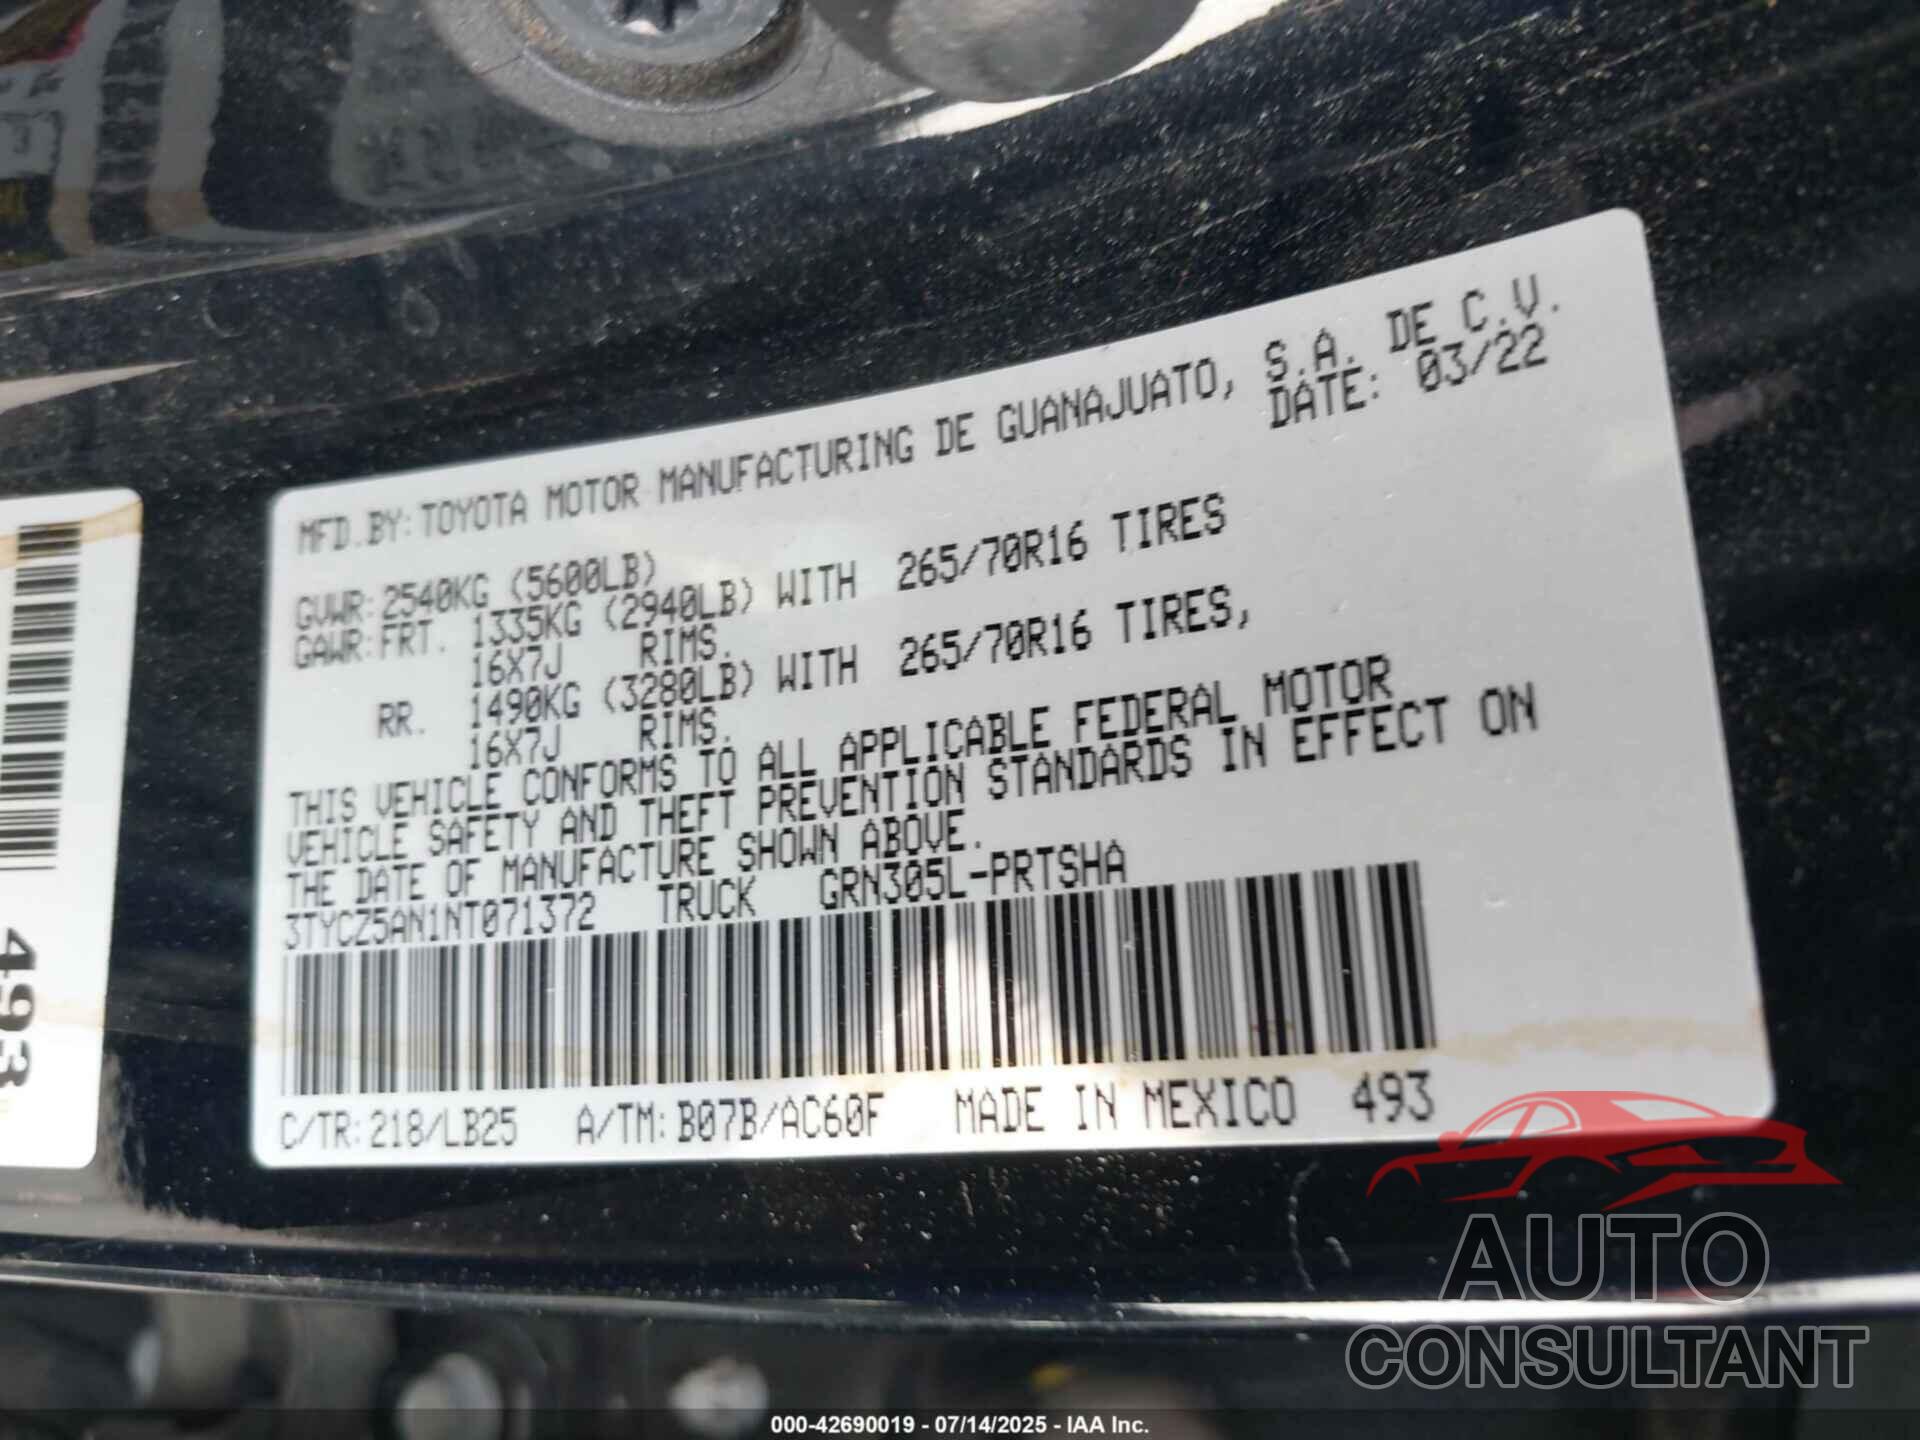 MFD.BY:TOYOTA MOTOR MANUFACTURING DE GUANAJUATO, S.A. DE C.V.
DATE: 03/22
GVWR:2540KG (5600LB)
GAWR:FRT. 1335KG (2940LB) WITH 265/70R16 TIRES
16X7J RIMS.
RR. 1490KG (3280LB) WITH 265/70R16 TIRES,
16X7J RIMS.
THIS VEHICLE CONFORMS TO ALL APPLICABLE FEDERAL MOTOR
VEHICLE SAFETY AND THEFT PREVENTION STANDARDS IN EFFECT ON
THE DATE OF MANUFACTURE SHOWN ABOVE.
3TYCZ5AN1NT071372 TRUCK GRN305L-PRTSHA
C/TR:218/LB25 A/TM:B07B/AC60F MADE IN MEXICO 493
493
AUTO
CONSULTANT
000-42690019 - 07/14/2025 - IAA Inc.